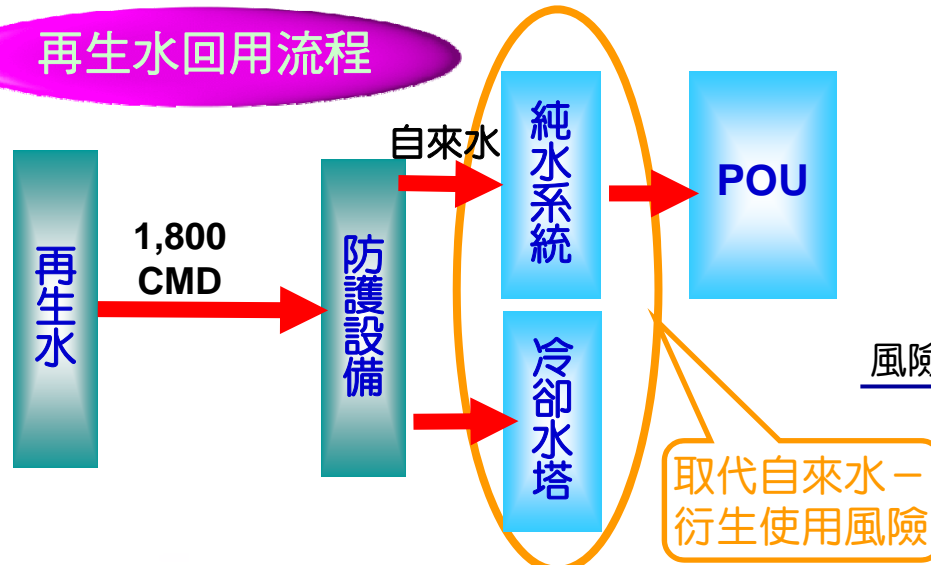 再生水回用流程
再生水
1,800
CMD
防護設備
自來水
純水系統
冷卻水塔
POU
風險
取代自來水－
衍生使用風險